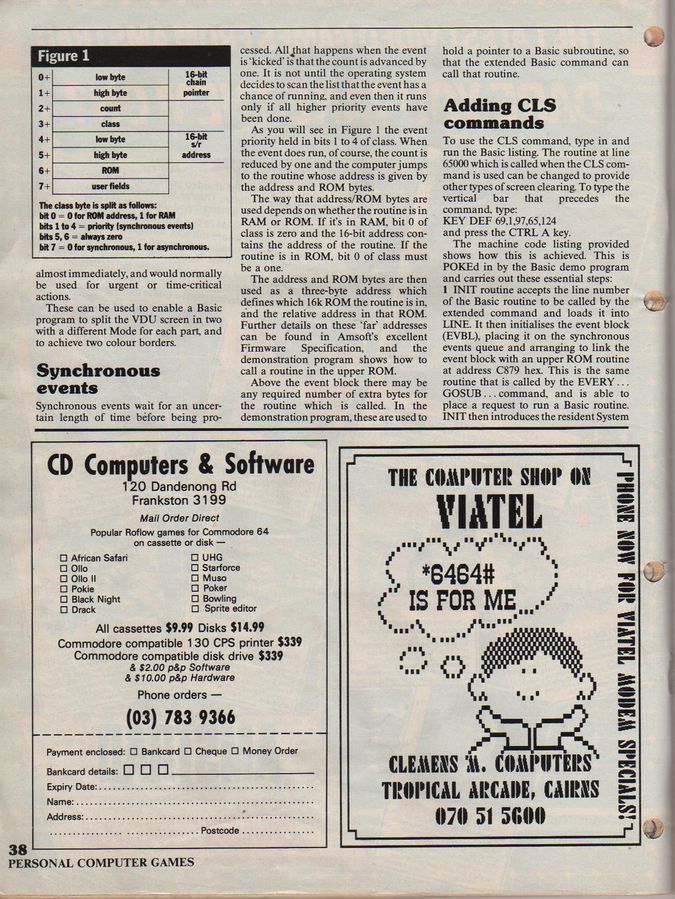 Figure 1
0+ low byte 16-bit
chain
1+ high byte pointer
2+ count
3+ class
4+ low byte 16-bit
s/r
5+ high byte address
6+ ROM
7+ user fields
The class byte is split as follows:
bit 0 = 0 for ROM address, 1 for RAM
bits 1 to 4 = priority (synchronous events)
bits 5, 6 = always zero
bit 7 = 0 for synchronous, 1 for asynchronous.
almost immediately, and would normally
be used for urgent or time-critical
actions.
These can be used to enable a Basic
program to split the VDU screen in two
with a different Mode for each part, and
to achieve two colour borders.
Synchronous
events
Synchronous events wait for an uncer-
tain length of time before being pro-
cessed. All that happens when the event
is 'kicked' is that the count is advanced by
one. It is not until the operating system
decides to scan the list that the event has a
chance of running, and even then it runs
only if all higher priority events have
been done.
As you will see in Figure 1 the event
priority held in bits 1 to 4 of class. When
the event does run, of course, the count is
reduced by one and the computer jumps
to the routine whose address is given by
the address and ROM bytes.
The way that address/ROM bytes are
used depends on whether the routine is in
RAM or ROM. If it's in RAM, bit 0 of
class is zero and the 16-bit address con-
tains the address of the routine. If the
routine is in ROM, bit 0 of class must
be a one.
The address and ROM bytes are then
used as a three-byte address which
defines which 16k ROM the routine is in,
and the relative address in that ROM.
Further details on these 'far' addresses
can be found in Amsoft's excellent
Firmware Specification, and the
demonstration program shows how to
call a routine in the upper ROM.
Above the event block there may be
any required number of extra bytes for
the routine which is called. In the
demonstration program, these are used to
hold a pointer to a Basic subroutine, so
that the extended Basic command can
call that routine.
Adding CLS
commands
To use the CLS command, type in and
run the Basic listing. The routine at line
65000 which is called when the CLS com-
mand is used can be changed to provide
other types of screen clearing. To type the
vertical bar that precedes the
command, type:
KEY DEF 69,1,97,65,124
and press the CTRL A key.
The machine code listing provided
shows how this is achieved. This is
POKEd in by the Basic demo program
and carries out these essential steps:
1 INIT routine accepts the line number
of the Basic routine to be called by the
extended command and loads it into
LINE. It then initialises the event block
(EVBL), placing it on the synchronous
events queue and arranging to link the
event block with an upper ROM routine
at address C879 hex. This is the same
routine that is called by the EVERY...
GOSUB... command, and is able to
place a request to run a Basic routine.
INIT then introduces the resident System
CD Computers & Software
120 Dandenong Rd
Frankston 3199
Mail Order Direct
Popular Roflow games for Commodore 64
on cassette or disk —
☐ African Safari ☐ UHG
☐ Ollo ☐ Starforce
☐ Ollo II ☐ Muso
☐ Pokie ☐ Poker
☐ Black Night ☐ Bowling
☐ Drack ☐ Sprite editor
All cassettes $9.99 Disks $14.99
Commodore compatible 130 CPS printer $339
Commodore compatible disk drive $339
& $2.00 p&p Software
& $10.00 p&p Hardware
Phone orders —
(03) 783 9366
Payment enclosed: ☐ Bankcard ☐ Cheque ☐ Money Order
Bankcard details: ☐ ☐ ☐
Expiry Date:
Name:
Address:
Postcode
THE COMPUTER SHOP ON
VIATEL
*6464#
IS FOR ME...
CLEMENS M. COMPUTERS
TROPICAL ARCADE, CAIRNS
070 51 5600
PHONE NOW FOR VIATEL MODEM SPECIALS!
38
PERSONAL COMPUTER GAMES